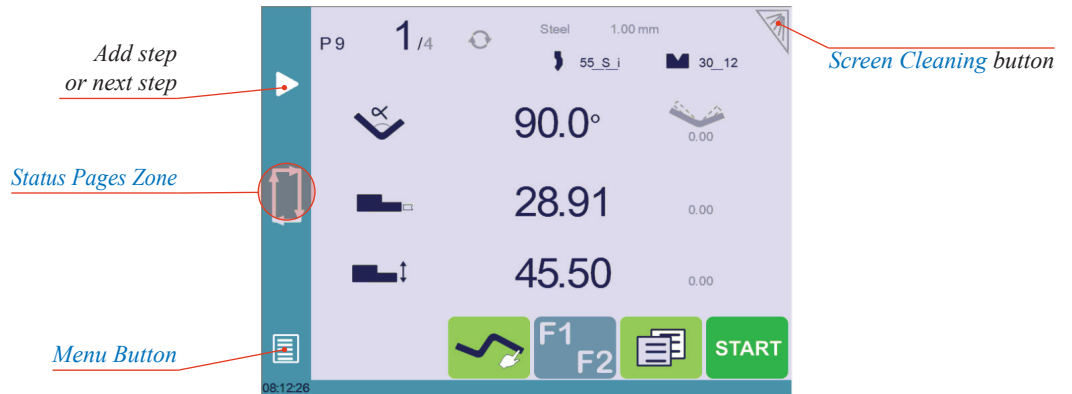 Add step
or next step
Status Pages Zone
Menu Button
P 9 1 /4 Steel 1.00 mm
55_S_i 30__12
α
90.0° 0.00
28.91 0.00
45.50 0.00
F1
F2
START
08:12:26
Screen Cleaning button